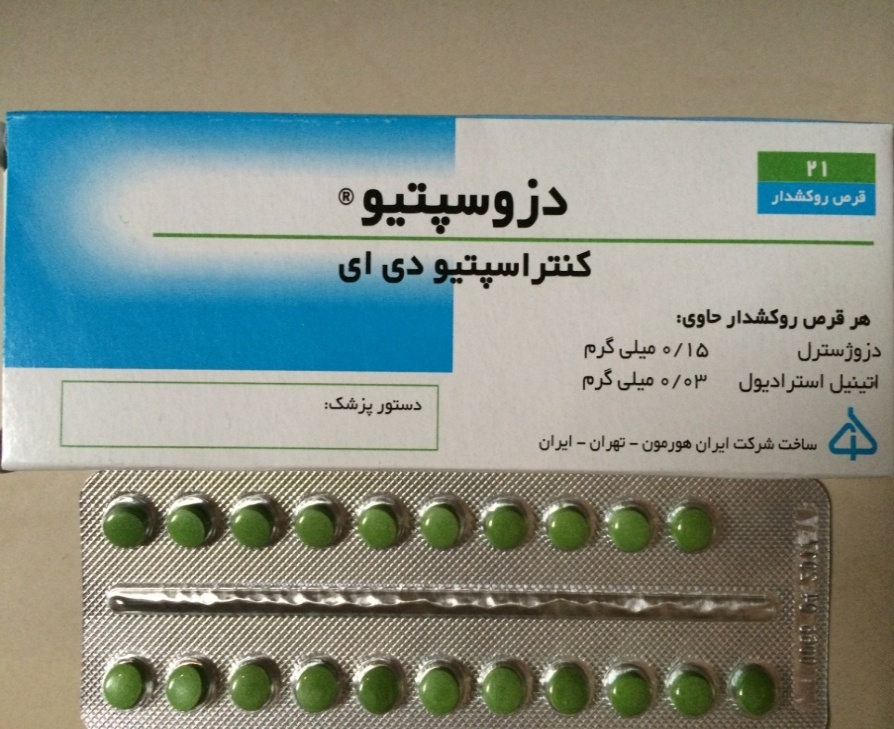 ۲۱
قرص روکشدار
دزوسپتیو ®
کنتراسپتیو دی ای
هر قرص روکشدار حاوی:
دزوژسترل ۰/۱۵ میلی گرم
اتینیل استرادیول ۰/۰۳ میلی گرم
دستور پزشک:
ساخت شرکت ایران هورمون - تهران - ایران